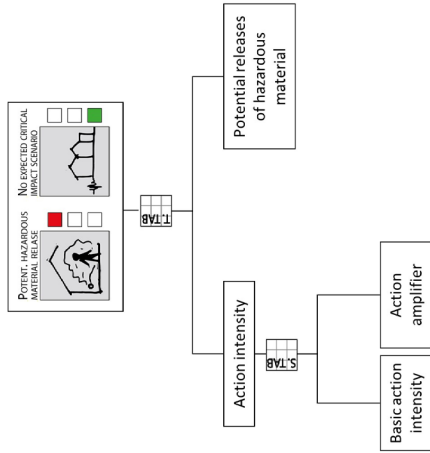 POTENT. HAZARDOUS
MATERIAL RELASE
NO EXPECTED CRITICAL
IMPACT SCENARIO
T.TAB
Action intensity
Potential releases
of hazardous
material
S.TAB
Basic action
intensity
Action
amplifier